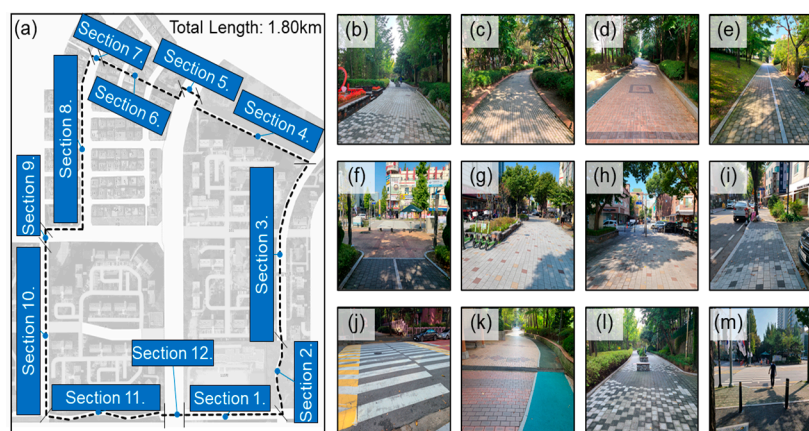 (a)
Total Length: 1.80km
Section 7.
Section 5.
Section 6.
Section 4.
Section 8.
Section 9.
Section 3.
Section 10.
Section 12.
Section 2.
Section 11.
Section 1.
(b)
(c)
(d)
(e)
(f)
(g)
(h)
(i)
(j)
(k)
(l)
(m)